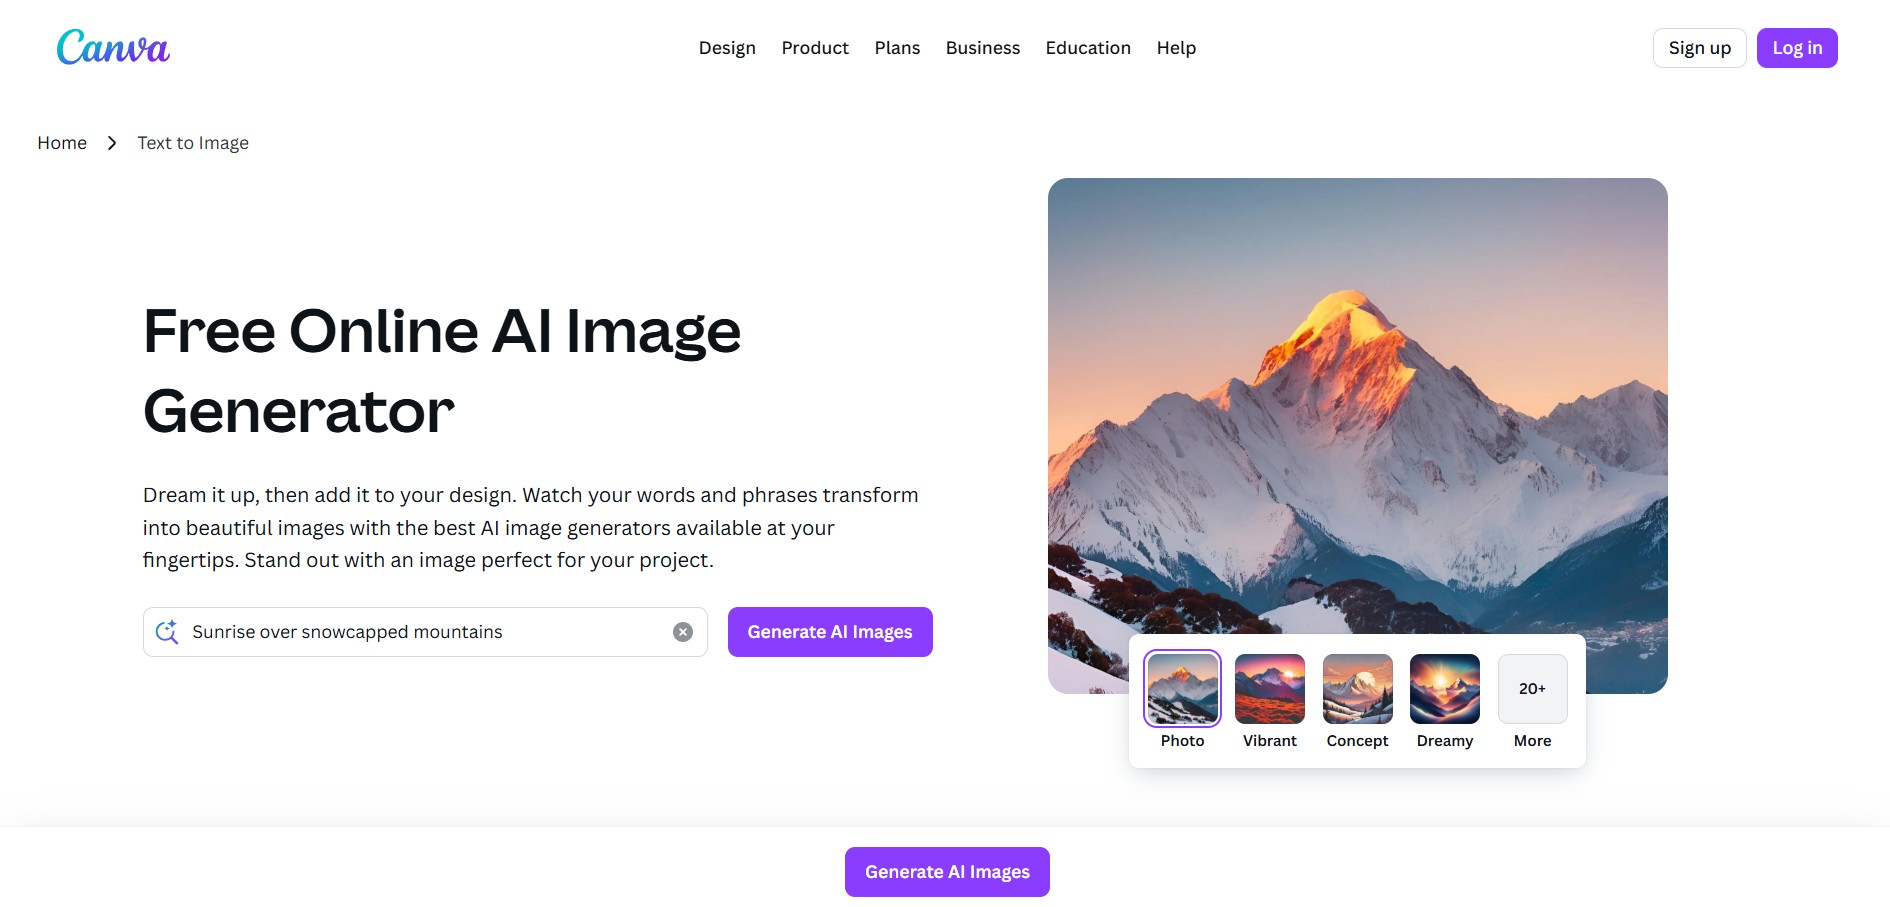 Canva
Design Product Plans Business Education Help
Sign up Log in
Home Text to Image
Free Online AI Image
Generator
Dream it up, then add it to your design. Watch your words and phrases transform
into beautiful images with the best AI image generators available at your
fingertips. Stand out with an image perfect for your project.
Sunrise over snowcapped mountains
Generate AI Images
20+
Photo Vibrant Concept Dreamy More
Generate AI Images